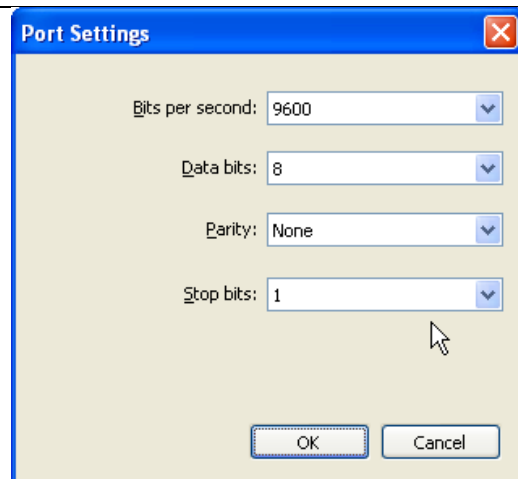 Port Settings
Bits per second: 9600
Data bits: 8
Parity: None
Stop bits: 1
OK Cancel